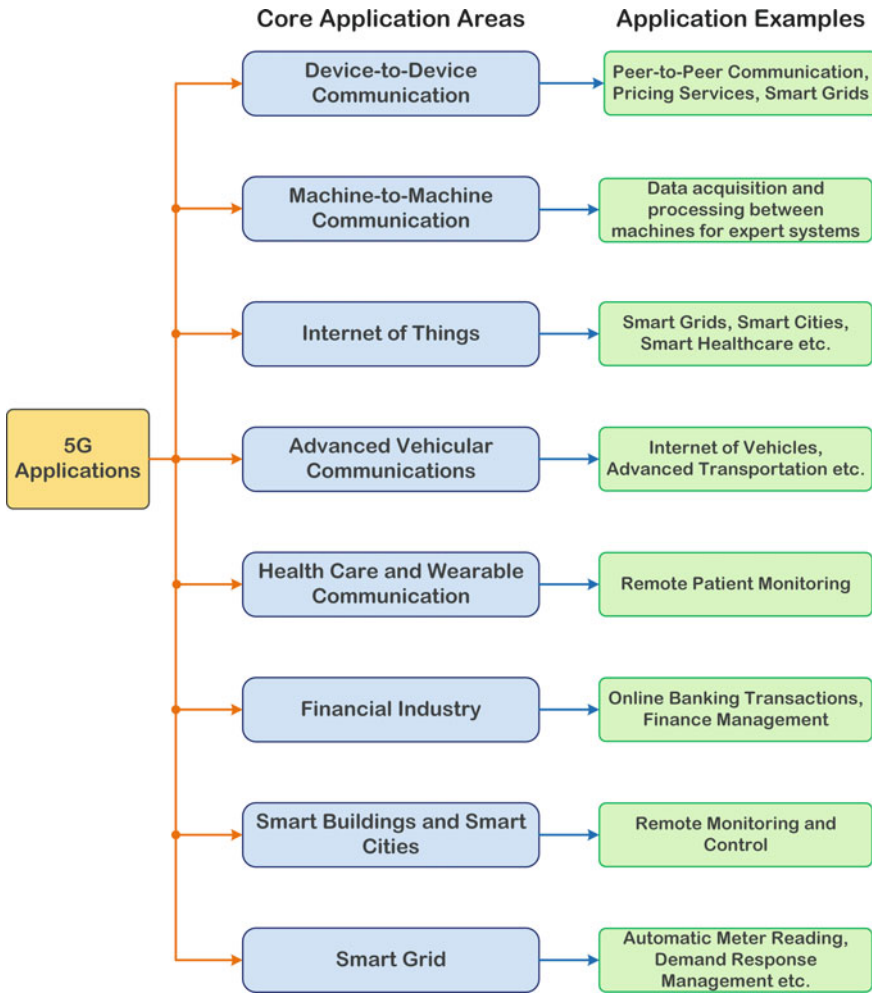 Core Application Areas
Application Examples
Device-to-Device
Communication
Peer-to-Peer Communication,
Pricing Services, Smart Grids
Machine-to-Machine
Communication
Data acquisition and
processing between
machines for expert systems
Internet of Things
Smart Grids, Smart Cities,
Smart Healthcare etc.
5G
Applications
Advanced Vehicular
Communications
Internet of Vehicles,
Advanced Transportation etc.
Health Care and Wearable
Communication
Remote Patient Monitoring
Financial Industry
Online Banking Transactions,
Finance Management
Smart Buildings and Smart
Cities
Remote Monitoring and
Control
Smart Grid
Automatic Meter Reading,
Demand Response
Management etc.